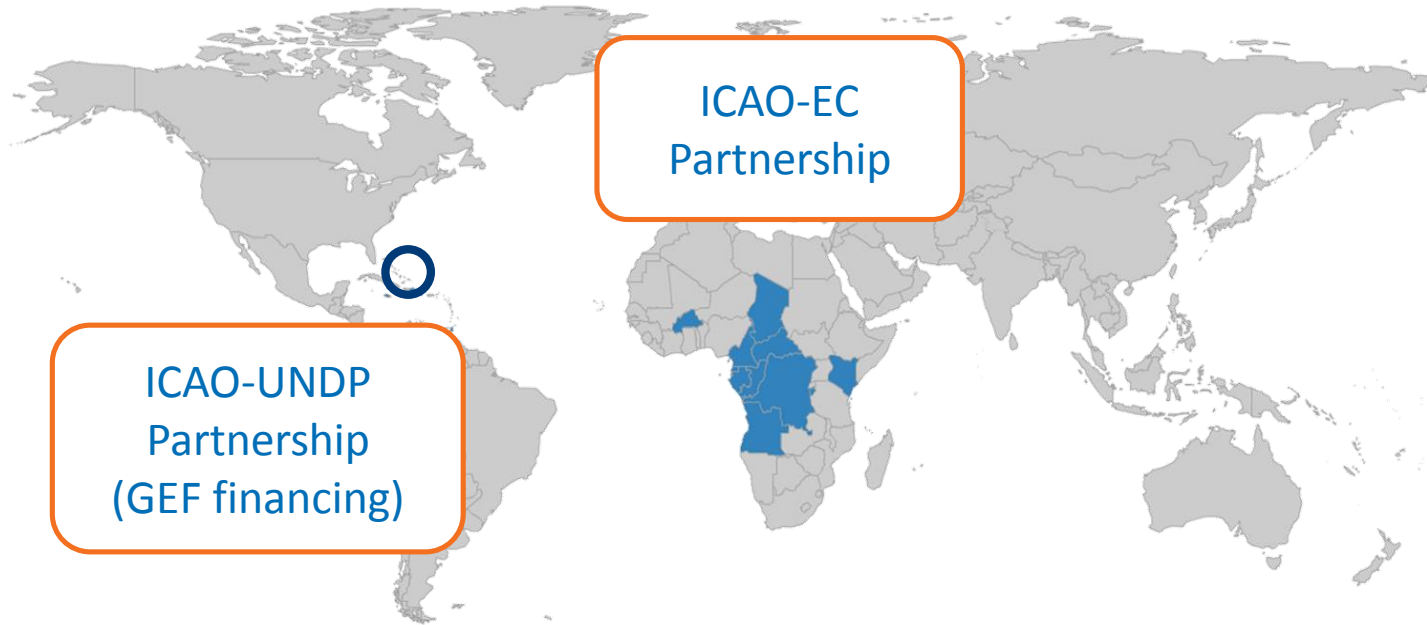 ICAO-EC
Partnership
ICAO-UNDP
Partnership
(GEF financing)